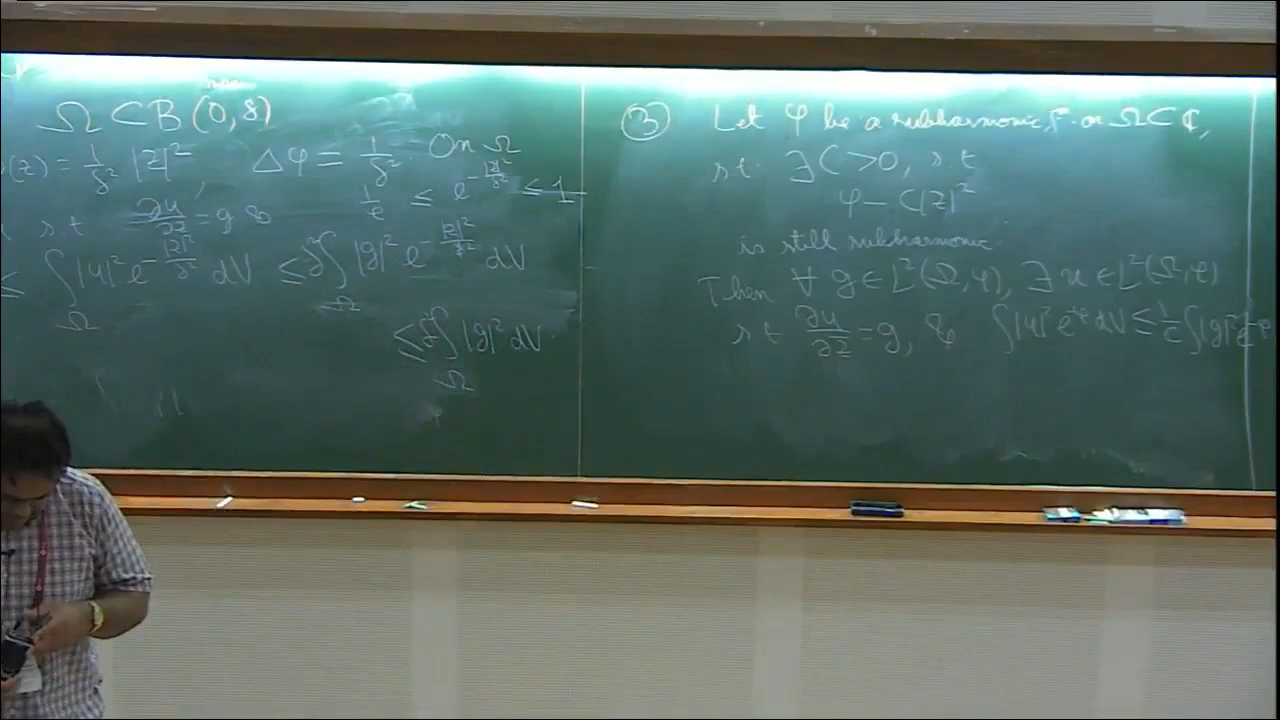 Ω ⊂ B(0, δ)
(z) = 1/δ² |z|², Δφ = 1/δ². On Ω
1/e ≤ e^{-|z|²/δ²} ≤ 1
s.t ∂u/∂z̄ = g &
≤ ∫_Ω |u|² e^{-|z|²/δ²} dV ≤ δ² ∫_Ω |g|² e^{-|z|²/δ²} dV
≤ δ² ∫_Ω |g|² dV.
③ Let φ be a subharmonic f. on Ω ⊂ ℂ,
s.t. ∃ C > 0, s.t
φ - C|z|²
is still subharmonic.
Then ∀ g ∈ L²(Ω, φ), ∃ u ∈ L²(Ω, φ)
s t ∂u/∂z̄ = g, & ∫|u|² e^{-φ} dV ≤ 1/C ∫|g|² e^{-φ}